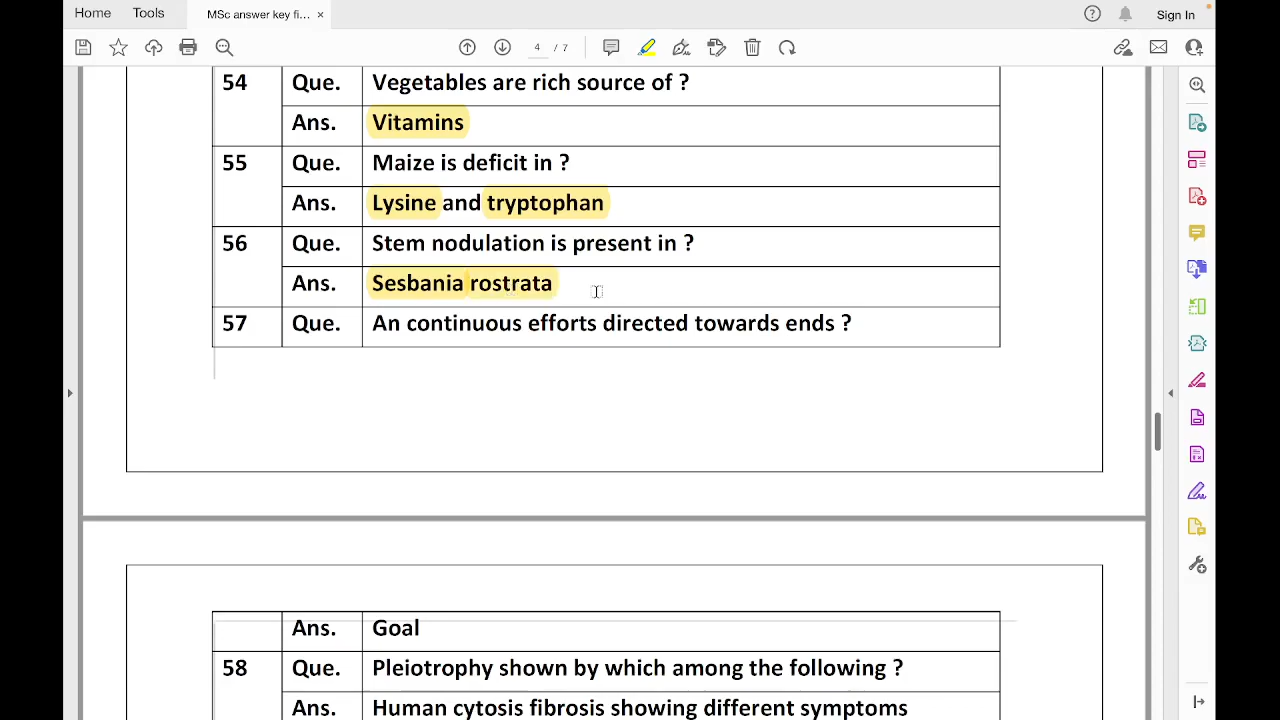 Home Tools MSc answer key fi... × Sign In
4 / 7
54 Que. Vegetables are rich source of ?
Ans. Vitamins
55 Que. Maize is deficit in ?
Ans. Lysine and tryptophan
56 Que. Stem nodulation is present in ?
Ans. Sesbania rostrata
57 Que. An continuous efforts directed towards ends ?
Ans. Goal
58 Que. Pleiotrophy shown by which among the following ?
Ans. Human cytosis fibrosis showing different symptoms